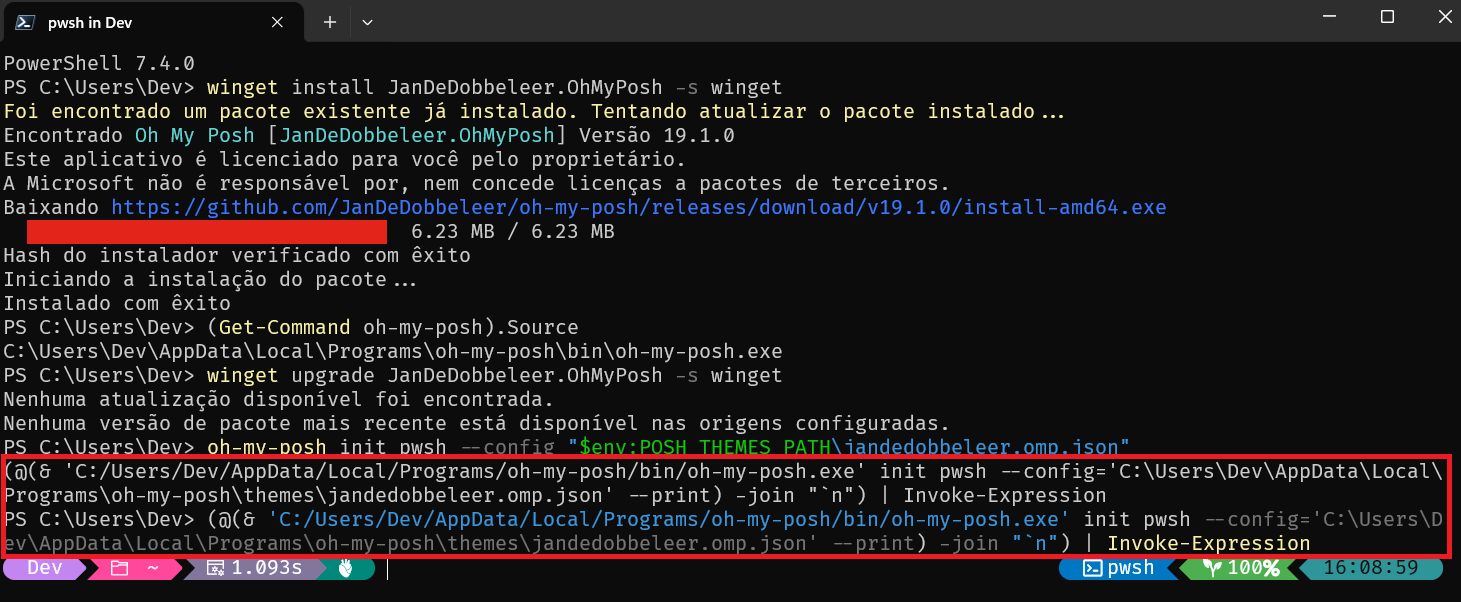 pwsh in Dev
PowerShell 7.4.0
PS C:\Users\Dev> winget install JanDeDobbeleer.OhMyPosh -s winget
Foi encontrado um pacote existente já instalado. Tentando atualizar o pacote instalado...
Encontrado Oh My Posh [JanDeDobbeleer.OhMyPosh] Versão 19.1.0
Este aplicativo é licenciado para você pelo proprietário.
A Microsoft não é responsável por, nem concede licenças a pacotes de terceiros.
Baixando https://github.com/JanDeDobbeleer/oh-my-posh/releases/download/v19.1.0/install-amd64.exe
6.23 MB / 6.23 MB
Hash do instalador verificado com êxito
Iniciando a instalação do pacote...
Instalado com êxito
PS C:\Users\Dev> (Get-Command oh-my-posh).Source
C:\Users\Dev\AppData\Local\Programs\oh-my-posh\bin\oh-my-posh.exe
PS C:\Users\Dev> winget upgrade JanDeDobbeleer.OhMyPosh -s winget
Nenhuma atualização disponível foi encontrada.
Nenhuma versão de pacote mais recente está disponível nas origens configuradas.
PS C:\Users\Dev> oh-my-posh init pwsh --config "$env:POSH_THEMES_PATH\jandedobbeleer.omp.json"
(@(& 'C:/Users/Dev/AppData/Local/Programs/oh-my-posh/bin/oh-my-posh.exe' init pwsh --config='C:\Users\Dev\AppData\Local\
Programs\oh-my-posh\themes\jandedobbeleer.omp.json' --print) -join "`n") | Invoke-Expression
PS C:\Users\Dev> (@(& 'C:/Users/Dev/AppData/Local/Programs/oh-my-posh/bin/oh-my-posh.exe' init pwsh --config='C:\Users\D
ev\AppData\Local\Programs\oh-my-posh\themes\jandedobbeleer.omp.json' --print) -join "`n") | Invoke-Expression
Dev ~ 1.093s pwsh 100% 16:08:59